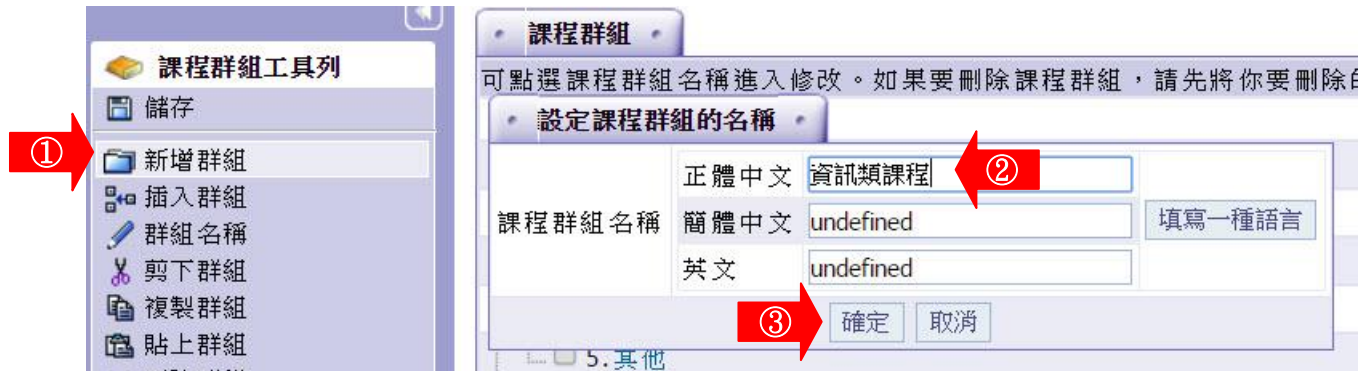 課程群組工具列
儲存
① 新增群組
插入群組
群組名稱
剪下群組
複製群組
貼上群組
課程群組
可點選課程群組名稱進入修改。如果要刪除課程群組，請先將你要刪除
設定課程群組的名稱
課程群組名稱
正體中文 資訊類課程 ②
簡體中文 undefined 填寫一種語言
英文 undefined
③ 確定 取消
5.其他